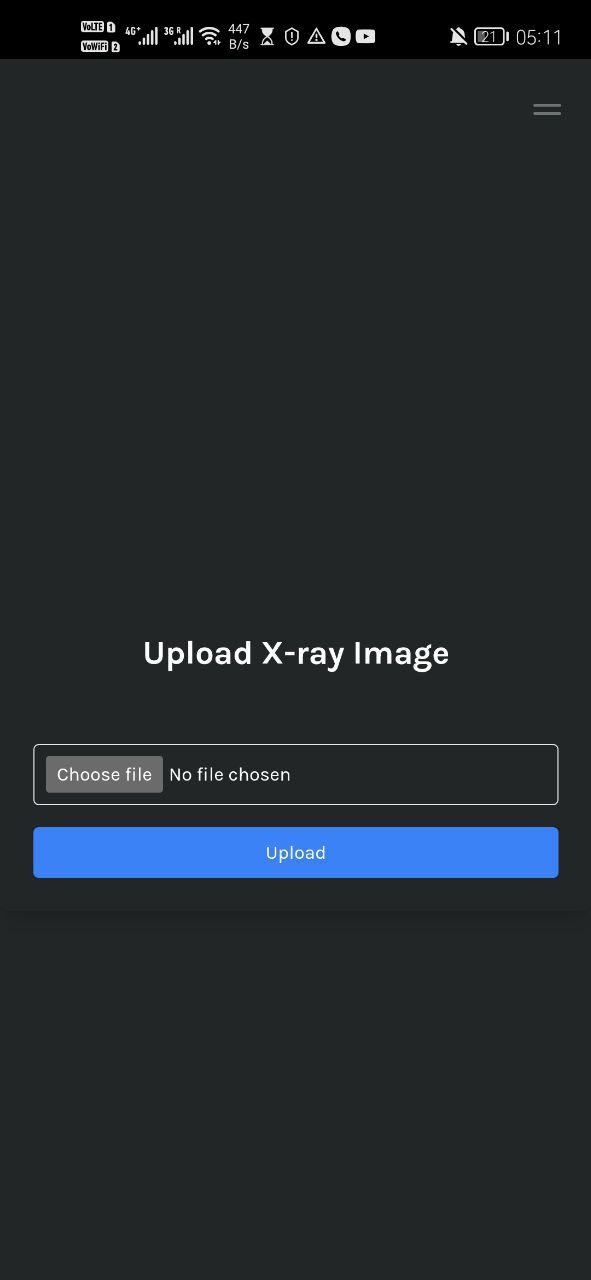 VoLTE 1 4G+ 3G R 447 21 05:11
VoWiFi 2 B/s
Upload X-ray Image
Choose file No file chosen
Upload